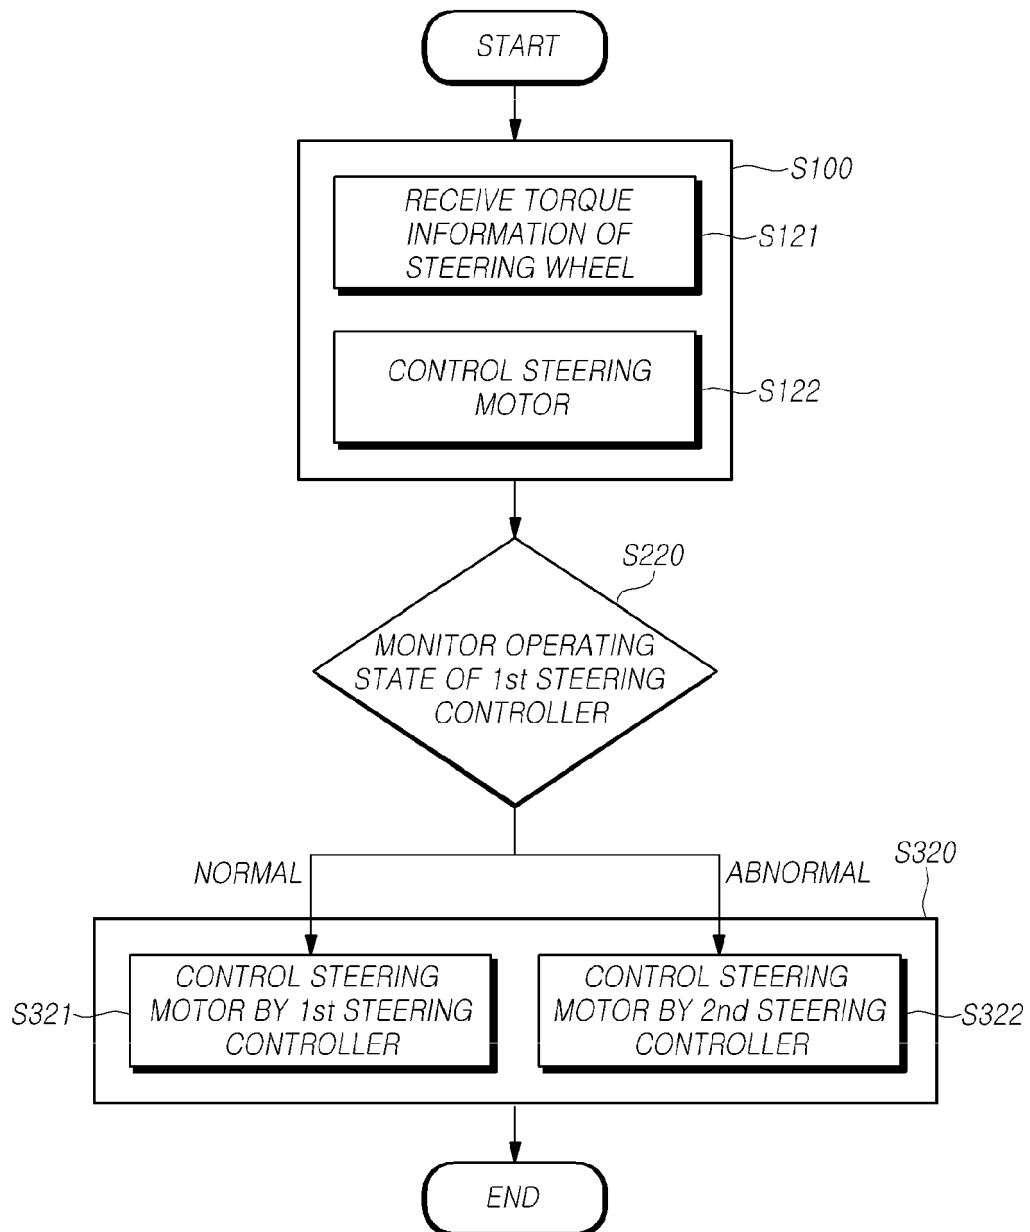 START
S100
RECEIVE TORQUE
INFORMATION OF
STEERING WHEEL
S121
CONTROL STEERING
MOTOR
S122
S220
MONITOR OPERATING
STATE OF 1st STEERING
CONTROLLER
NORMAL
ABNORMAL
S320
CONTROL STEERING
MOTOR BY 1st STEERING
CONTROLLER
S321
CONTROL STEERING
MOTOR BY 2nd STEERING
CONTROLLER
S322
END